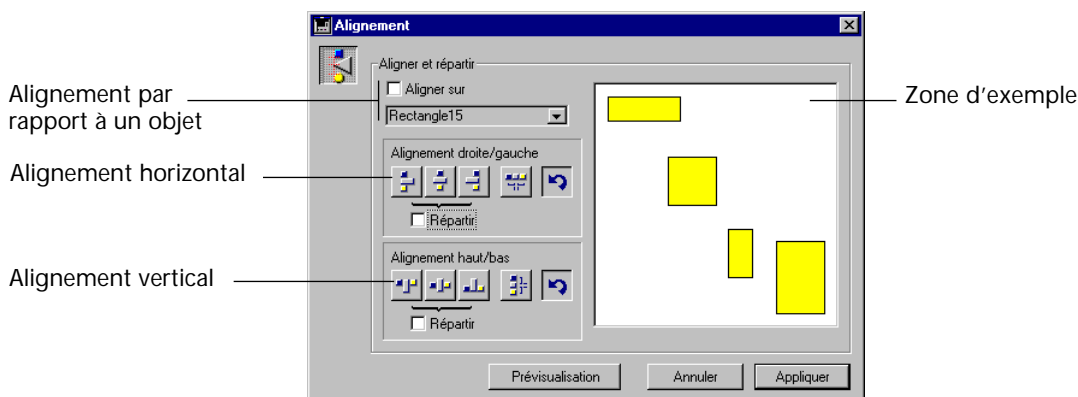 Alignement
Aligner et répartir
Alignement par
rapport à un objet
Aligner sur
Rectangle15
Zone d'exemple
Alignement droite/gauche
Alignement horizontal
Répartir
Alignement haut/bas
Alignement vertical
Répartir
Prévisualisation
Annuler
Appliquer